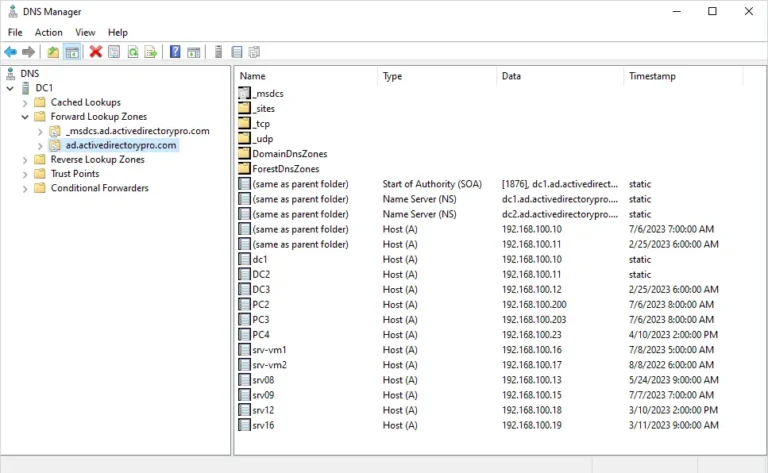 DNS Manager
File Action View Help
DNS
DC1
Cached Lookups
Forward Lookup Zones
_msdcs.ad.activedirectorypro.com
ad.activedirectorypro.com
Reverse Lookup Zones
Trust Points
Conditional Forwarders
Name Type Data Timestamp
_msdcs
_sites
_tcp
_udp
DomainDnsZones
ForestDnsZones
(same as parent folder) Start of Authority (SOA) [1876], dc1.ad.activedirect... static
(same as parent folder) Name Server (NS) dc1.ad.activedirectorypro.... static
(same as parent folder) Name Server (NS) dc2.ad.activedirectorypro.... static
(same as parent folder) Host (A) 192.168.100.10 7/6/2023 7:00:00 AM
(same as parent folder) Host (A) 192.168.100.11 2/25/2023 6:00:00 AM
dc1 Host (A) 192.168.100.10 static
DC2 Host (A) 192.168.100.11 static
DC3 Host (A) 192.168.100.12 2/25/2023 6:00:00 AM
PC2 Host (A) 192.168.100.200 7/6/2023 8:00:00 AM
PC3 Host (A) 192.168.100.203 7/6/2023 8:00:00 AM
PC4 Host (A) 192.168.100.23 4/10/2023 2:00:00 PM
srv-vm1 Host (A) 192.168.100.16 7/8/2023 5:00:00 AM
srv-vm2 Host (A) 192.168.100.17 8/8/2022 6:00:00 AM
srv08 Host (A) 192.168.100.13 5/24/2023 9:00:00 AM
srv09 Host (A) 192.168.100.15 7/7/2023 7:00:00 AM
srv12 Host (A) 192.168.100.18 3/10/2023 2:00:00 PM
srv16 Host (A) 192.168.100.19 3/11/2023 9:00:00 AM